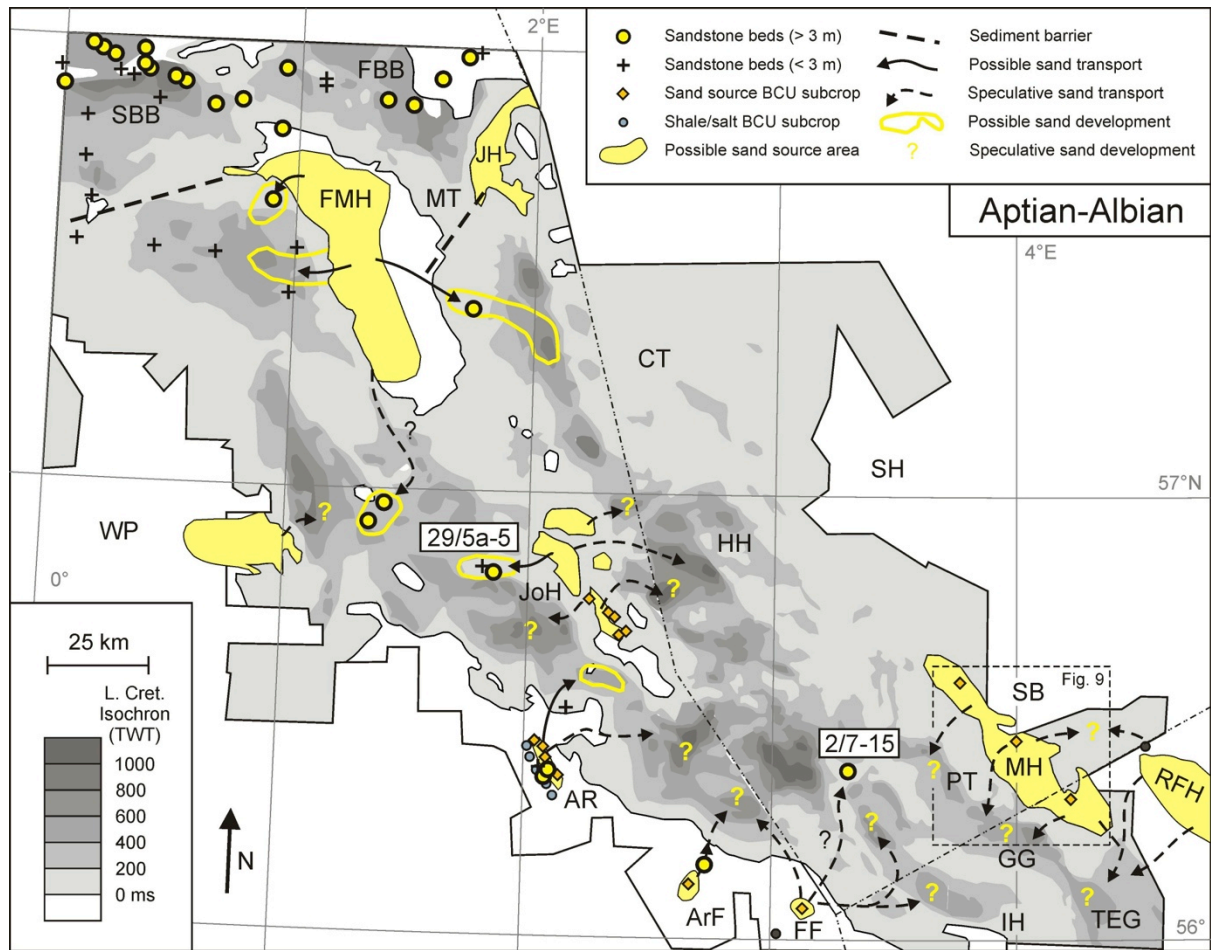 2°E
Sandstone beds (> 3 m)
Sandstone beds (< 3 m)
Sand source BCU subcrop
Shale/salt BCU subcrop
Possible sand source area
Sediment barrier
Possible sand transport
Speculative sand transport
Possible sand development
? Speculative sand development
Aptian-Albian
FBB
SBB
JH
FMH
MT
4°E
CT
SH
?
57°N
WP
?
?
29/5a-5
HH
0°
JoH
?
?
25 km
L. Cret.
Isochron
(TWT)
1000
800
600
400
200
0 ms
N
Fig. 9
SB
?
?
2/7-15
MH
?
PT
RFH
AR
?
?
?
?
GG
ArF
FF
?
IH
?
TEG
56°